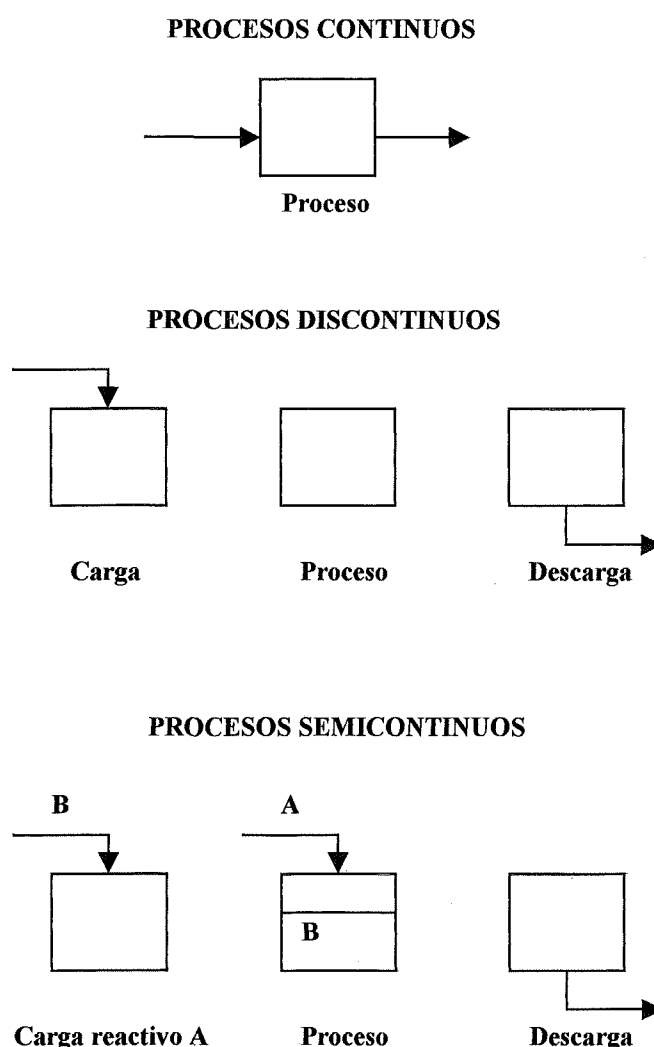 PROCESOS CONTINUOS
Proceso
PROCESOS DISCONTINUOS
Carga Proceso Descarga
PROCESOS SEMICONTINUOS
B A
B
Carga reactivo A Proceso Descarga